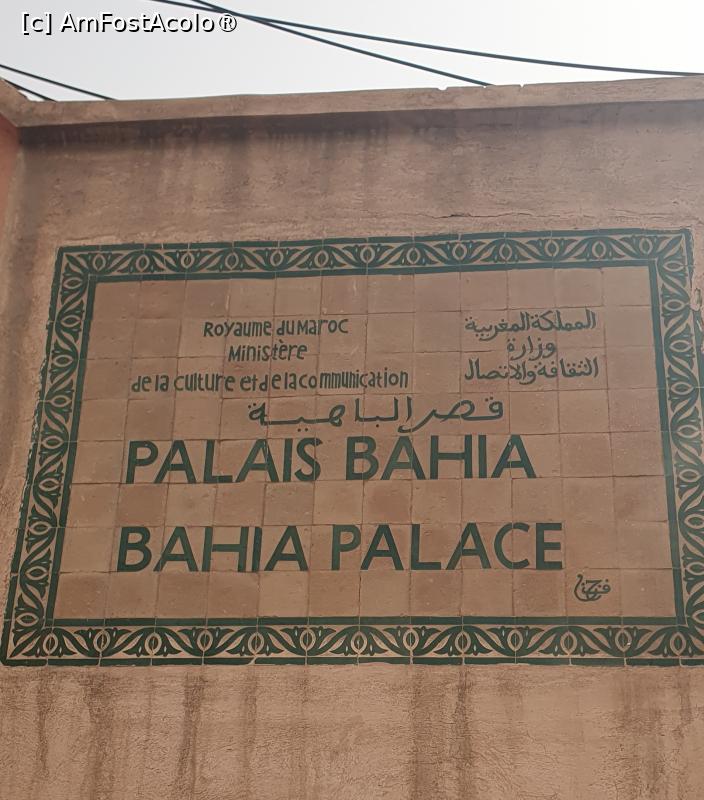 [c] AmFostAcolo®
Royaume du Maroc
Ministère
de la culture et de la communication
المملكة المغربية
وزارة
الثقافة والاتصال
قصر الباهية
PALAIS BAHIA
BAHIA PALACE